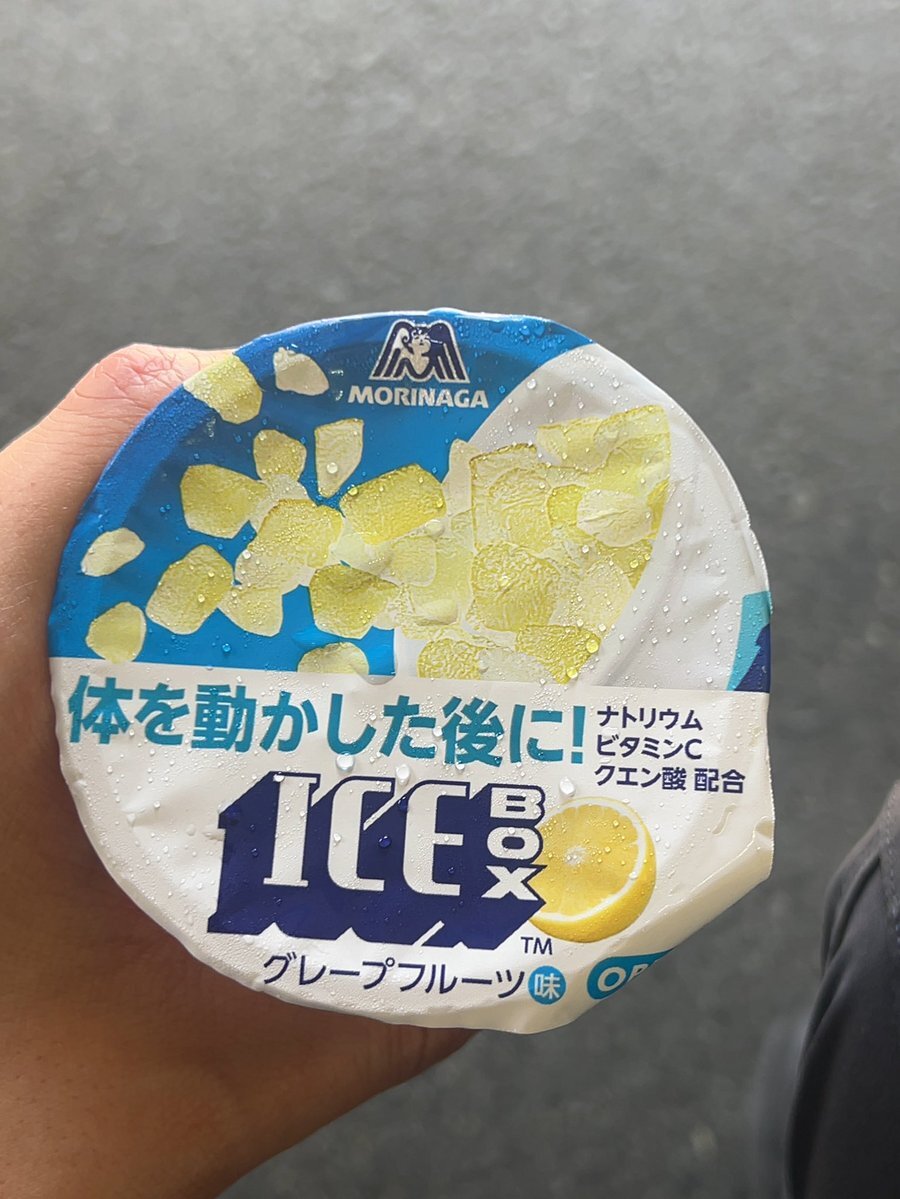 MORINAGA
体を動かした後に!
ナトリウム
ビタミンC
クエン酸 配合
ICE BOX
TM
グレープフルーツ味